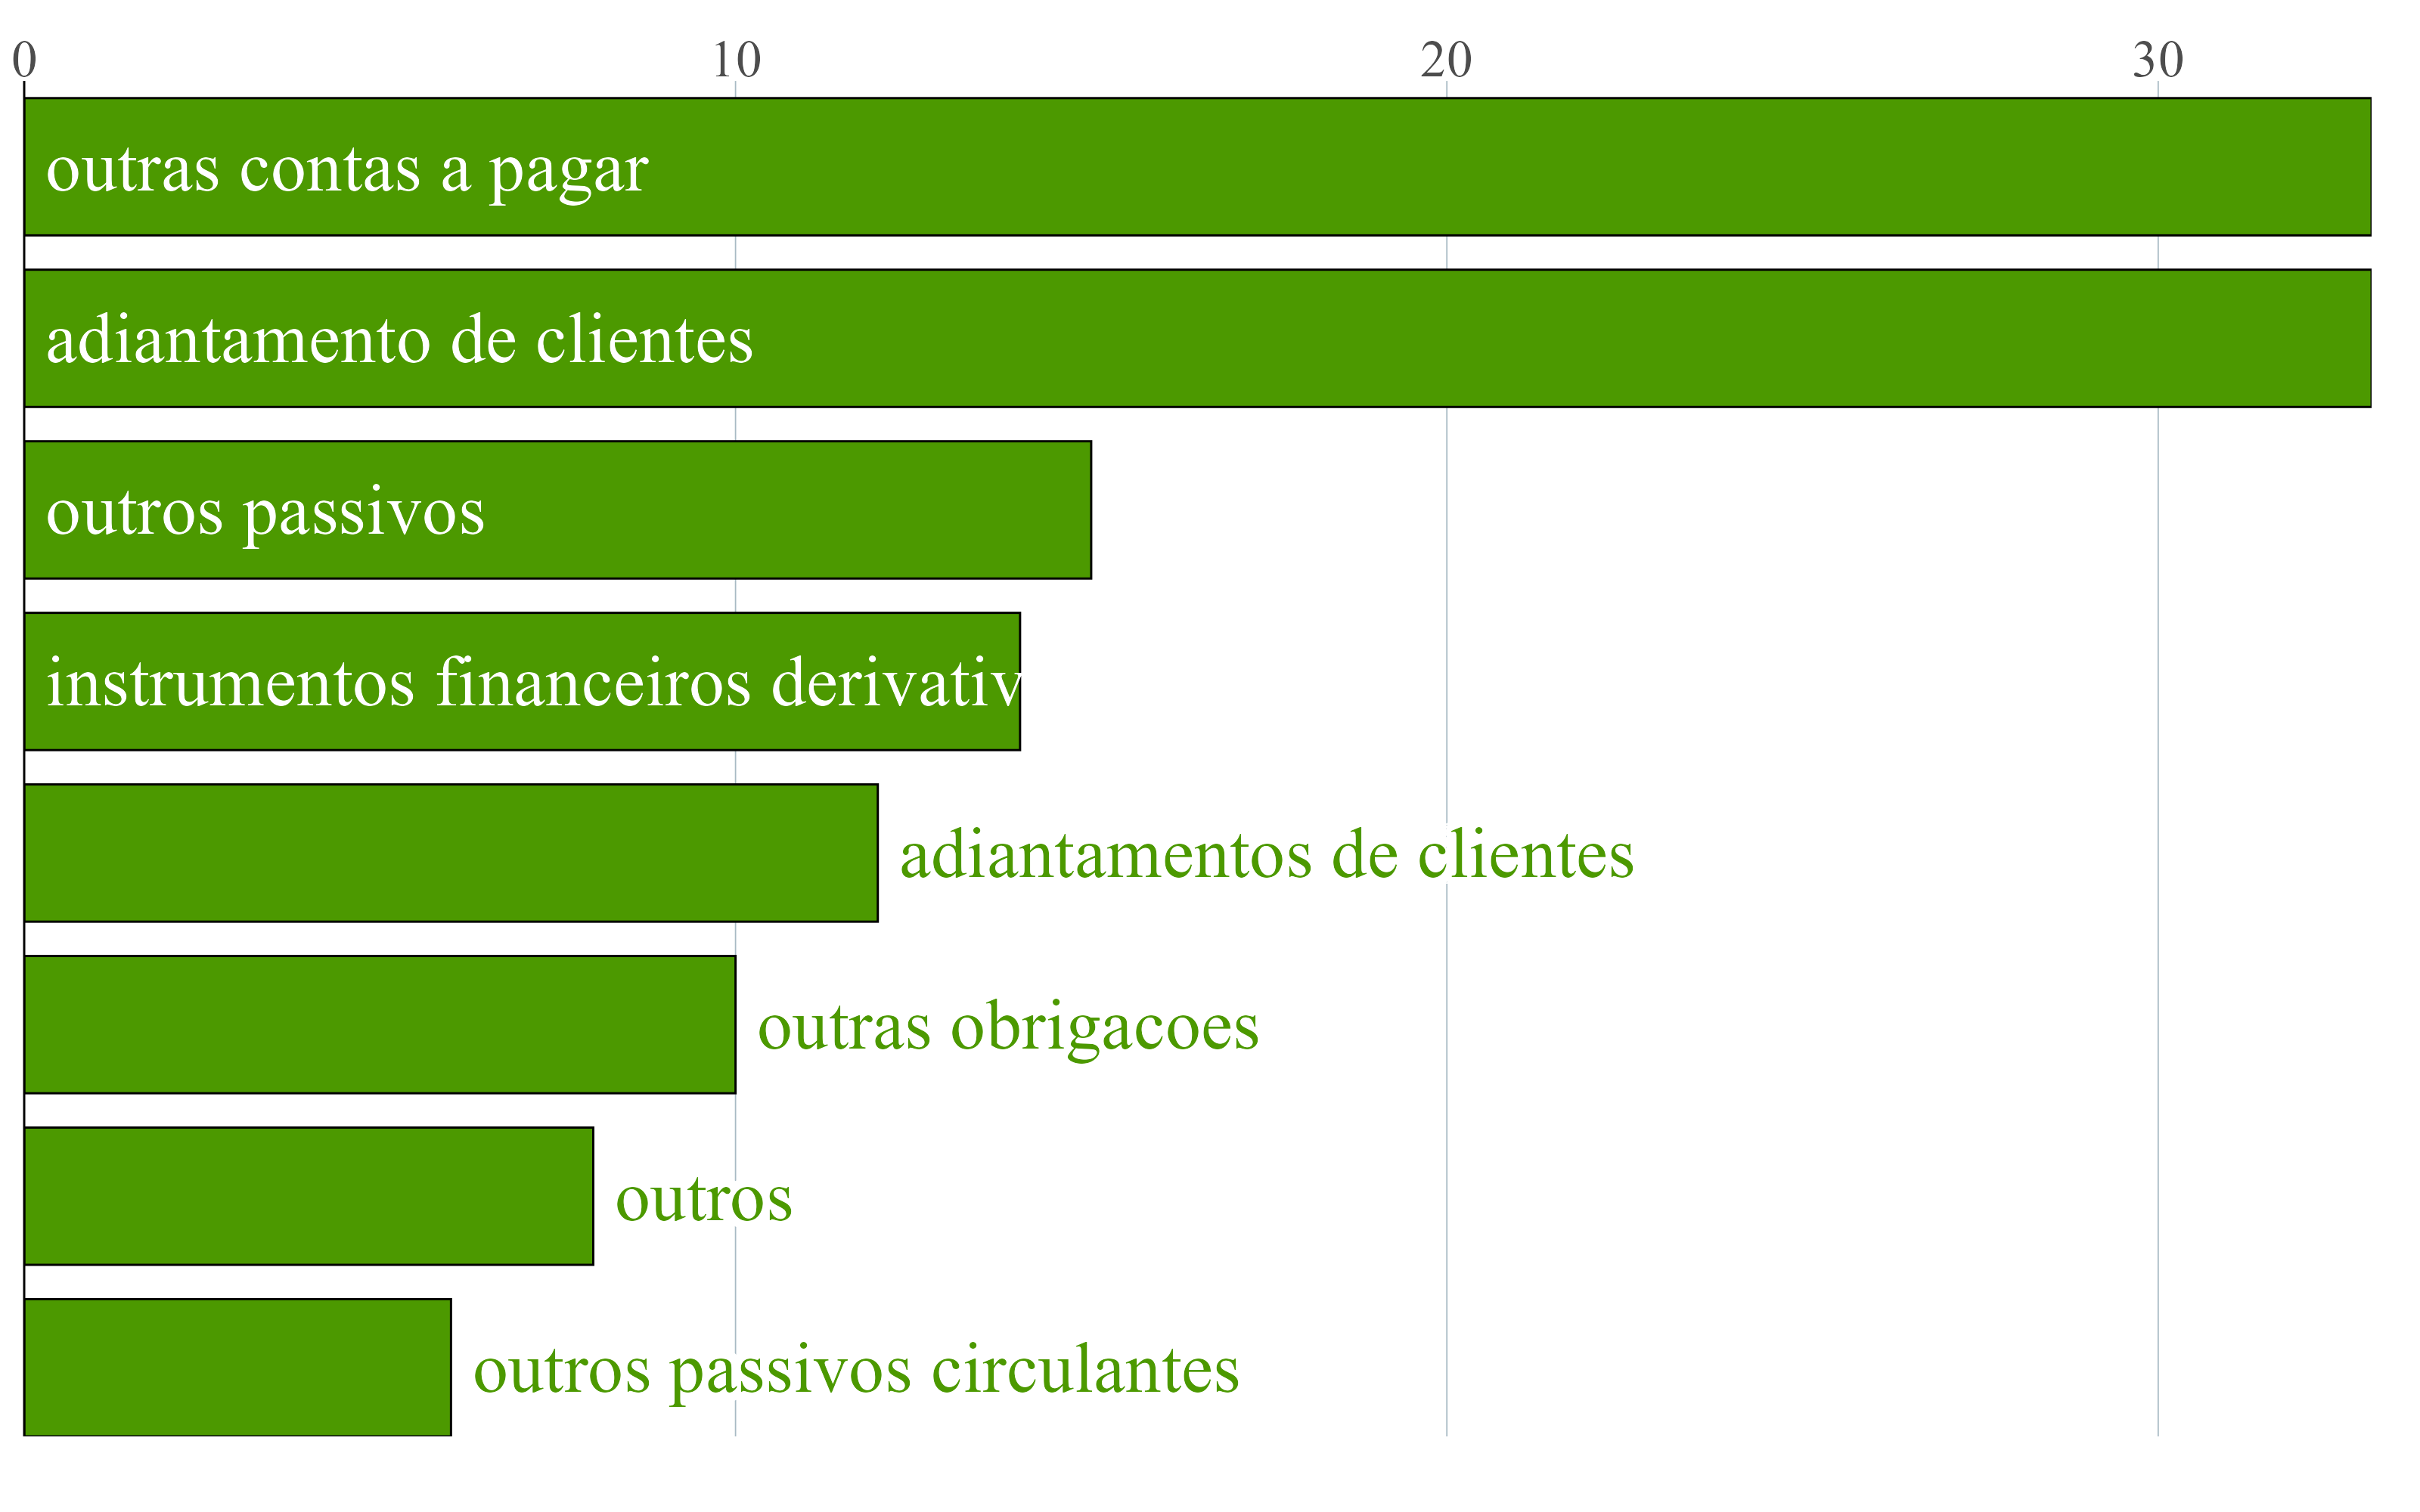 0 10 20 30
outras contas a pagar
adiantamento de clientes
outros passivos
instrumentos financeiros derivativ
adiantamentos de clientes
outras obrigacoes
outros
outros passivos circulantes